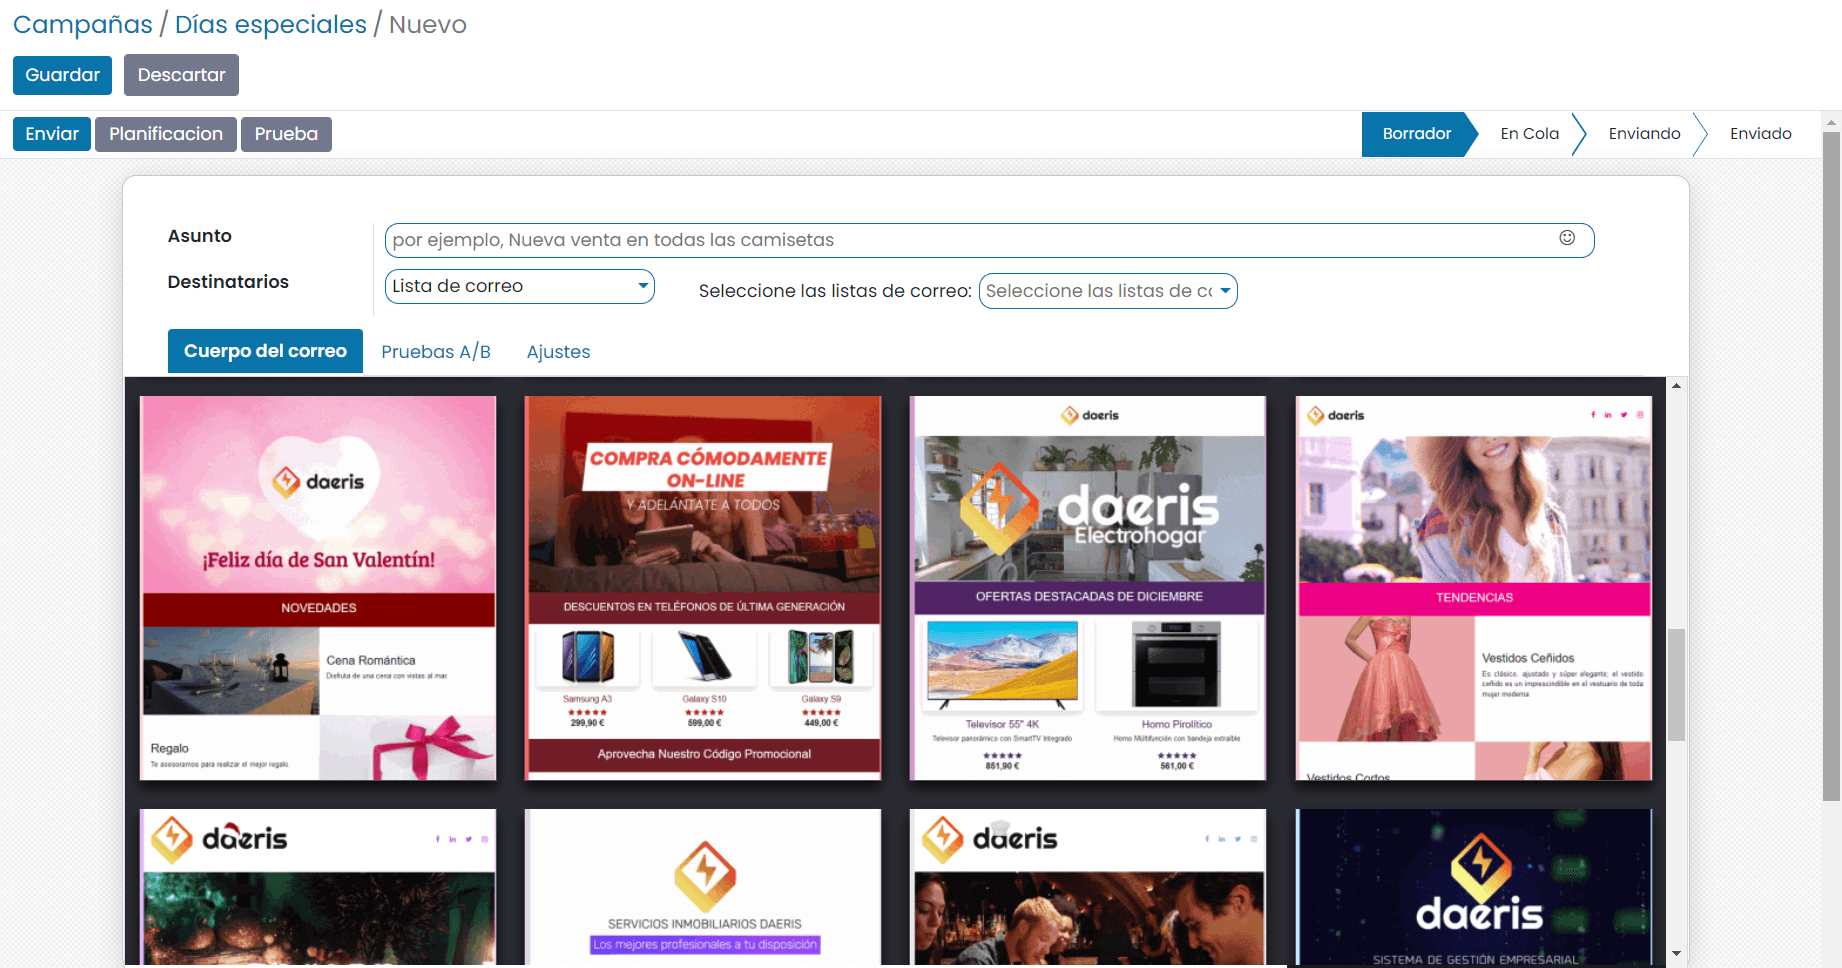 Campañas / Días especiales / Nuevo
Guardar
Descartar
Enviar
Planificacion
Prueba
Borrador
En Cola
Enviando
Enviado
Asunto
por ejemplo, Nueva venta en todas las camisetas
Destinatarios
Lista de correo
Seleccione las listas de correo:
Seleccione las listas de co
Cuerpo del correo
Pruebas A/B
Ajustes
daeris
¡Feliz día de San Valentín!
NOVEDADES
Cena Romántica
Disfruta de una cena con vistas al mar.
Regalo
Te asesoramos para realizar el mejor regalo.
COMPRA CÓMODAMENTE
ON-LINE
Y ADELÁNTATE A TODOS
DESCUENTOS EN TELÉFONOS DE ÚLTIMA GENERACIÓN
Samsung A3
Galaxy S10
Galaxy S9
299,90 €
599,00 €
449,00 €
Aprovecha Nuestro Código Promocional
daeris
daeris
Electrohogar
OFERTAS DESTACADAS DE DICIEMBRE
Televisor 55" 4K
Horno Pirolítico
Televisor panorámico con SmartTV Integrado
Horno Múltifunción con bandeja extraíble
851,90 €
561,00 €
daeris
TENDENCIAS
Vestidos Ceñidos
Es clásico, ajustado y súper elegante; el vestido
ceñido es un imprescindible en el vestuario de toda
mujer moderna.
Vestidos Cortos
daeris
SERVICIOS INMOBILIARIOS DAERIS
Los mejores profesionales a tu disposición
daeris
daeris
SISTEMA DE GESTIÓN EMPRESARIAL